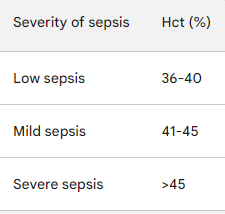 Severity of sepsis Hct (%)
Low sepsis 36-40
Mild sepsis 41-45
Severe sepsis >45